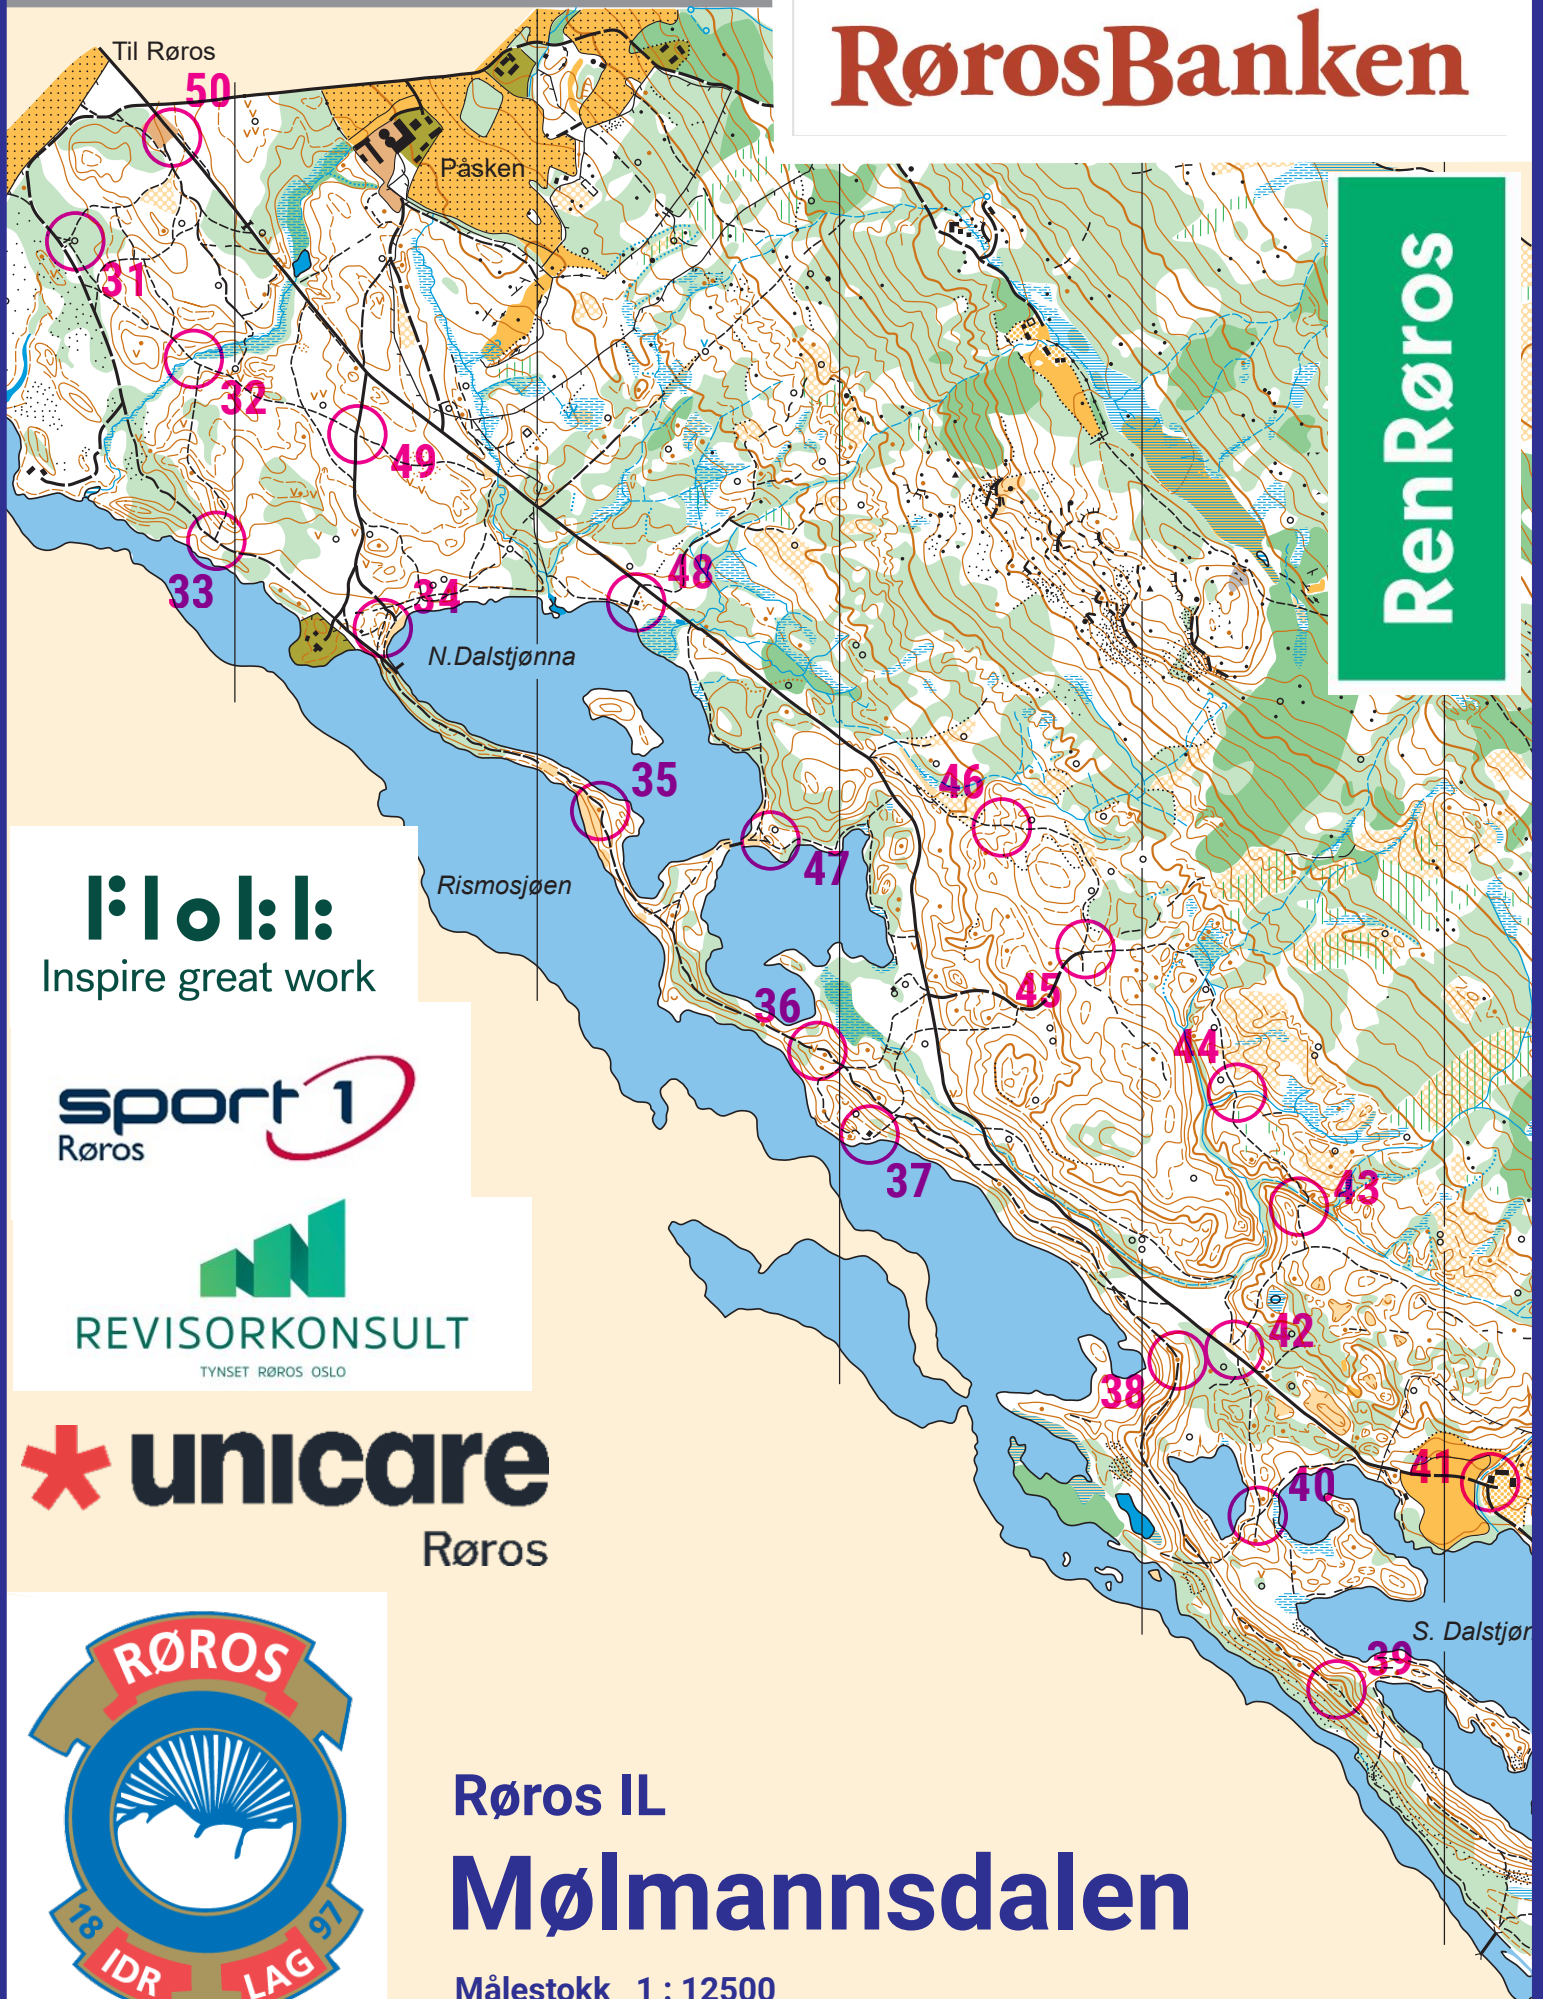 Til Røros
50
RørosBanken
Påsken
RenRøros
31
32
49
33
34
48
N.Dalstjønna
35
46
47
Rismosjøen
Flokk
Inspire great work
45
36
44
sport 1
Røros
37
43
REVISORKONSULT
TYNSET RØROS OSLO
42
38
unicare
Røros
41
40
S. Dalstjør
39
RØROS
18 97
IDR LAG
Røros IL
Mølmannsdalen
Målestokk 1 : 12500